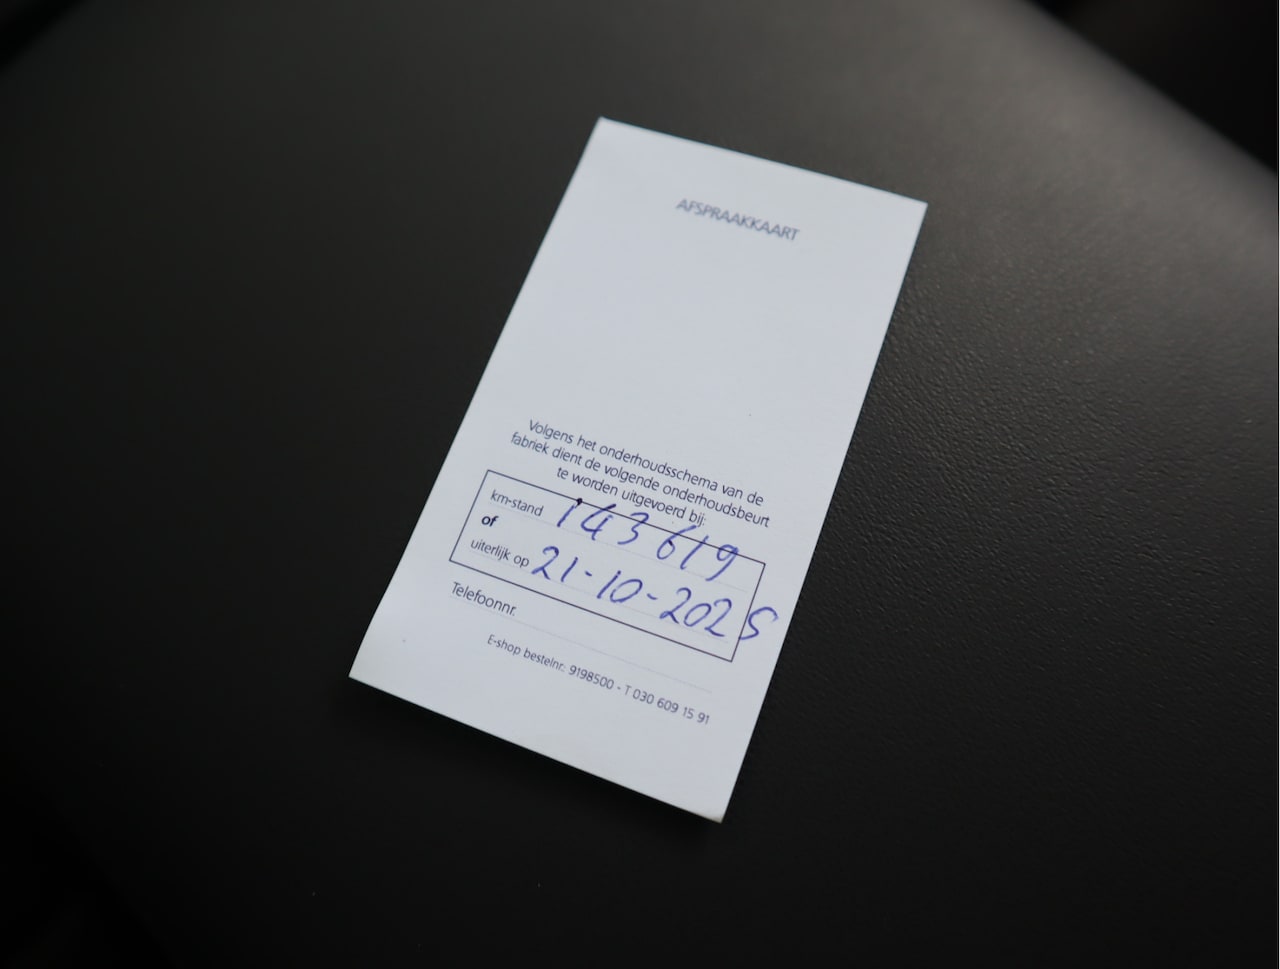 AFSPRAAKKAART
Volgens het onderhoudsschema van de
fabriek dient de volgende onderhoudsbeurt
te worden uitgevoerd bij:
km-stand 143619
of
uiterlijk op 21-10-2025
Telefoonnr.
E-shop bestelnr.: 9198500 - T 030 609 15 91